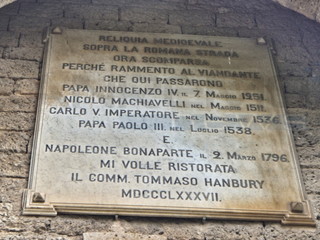 RELIQUIA MEDIOEVALE
SOPRA LA ROMANA STRADA
ORA SCOMPARSA
PERCHÉ RAMMENTO AL VIANDANTE
CHE QUI PASSARONO
PAPA INNOCENZO IV. IL 7. MAGGIO 1251.
NICOLO MACHIAVELLI NEL MAGGIO 1511.
CARLO V. IMPERATORE NEL NOVEMBRE 1536.
PAPA PAOLO III. NEL LUGLIO 1538.
E.
NAPOLEONE BONAPARTE IL 2. MARZO 1796.
MI VOLLE RISTORATA
IL COMM. TOMMASO HANBURY
MDCCCLXXXVII.